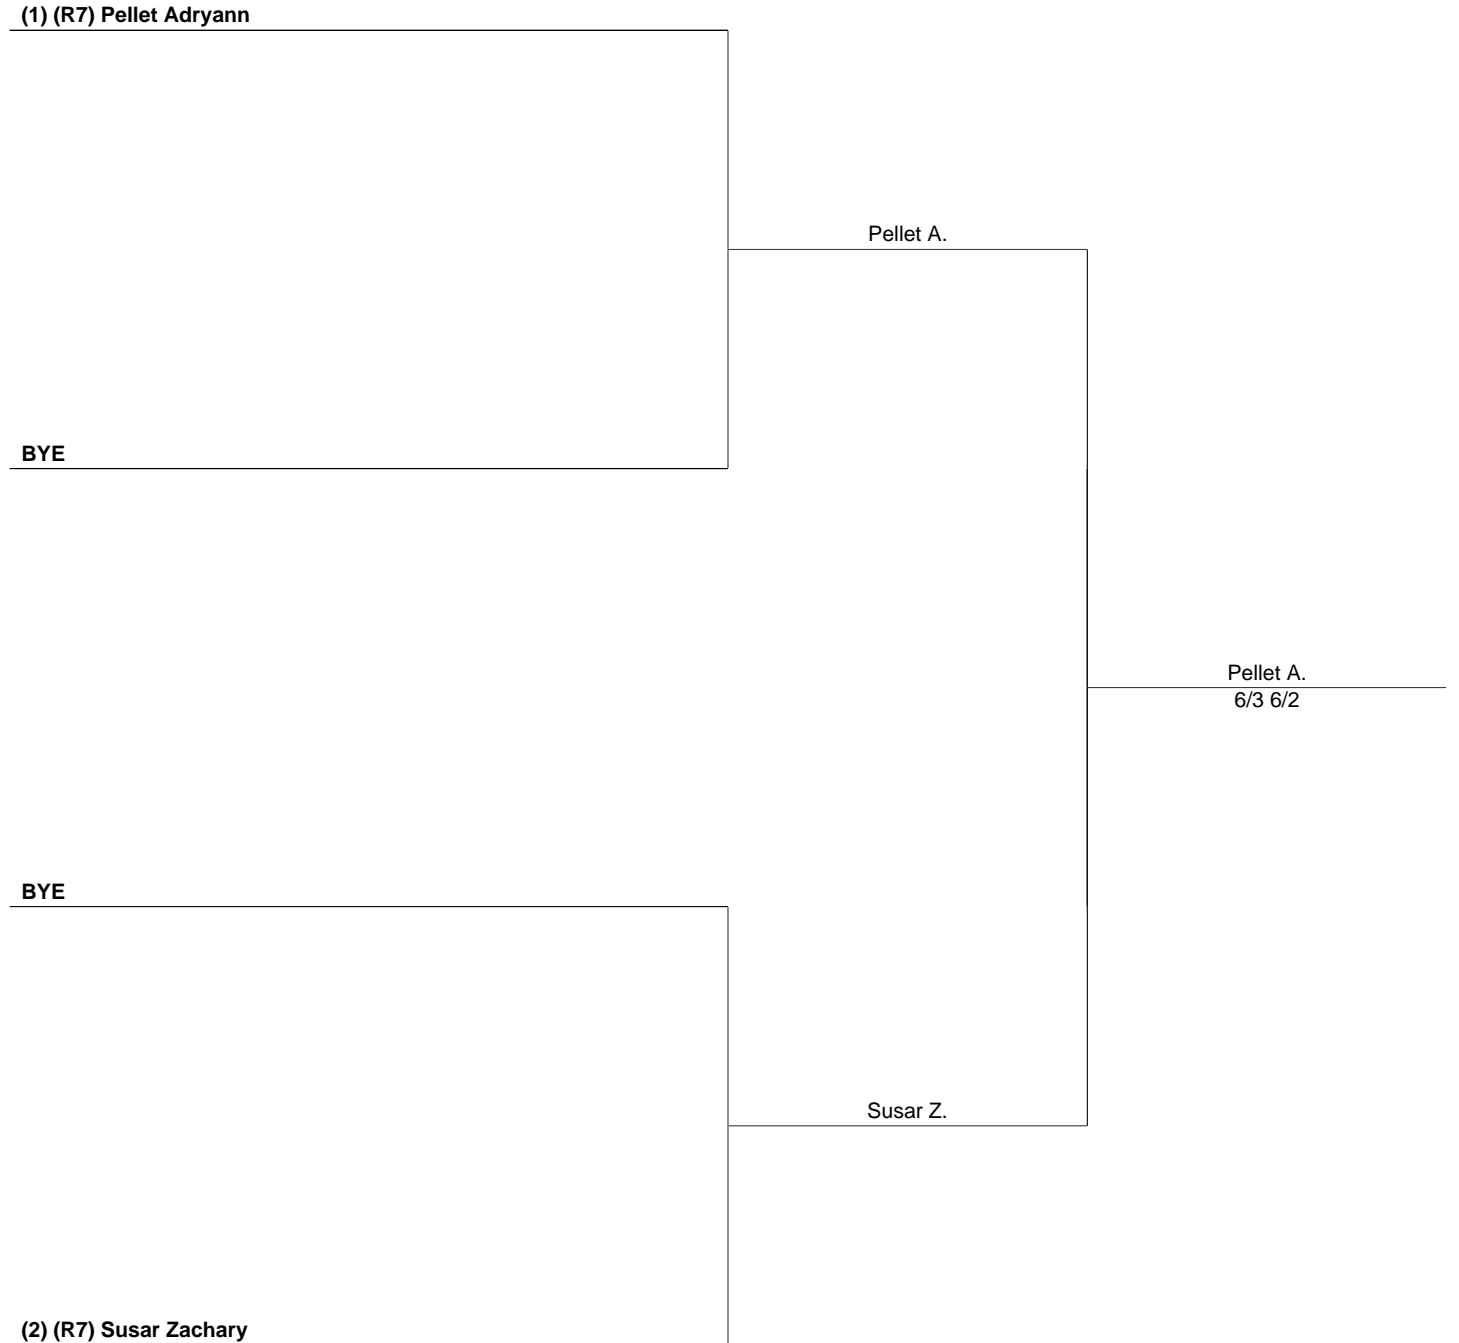 (1) (R7) Pellet Adryann
Pellet A.
BYE
Pellet A.
6/3 6/2
BYE
Susar Z.
(2) (R7) Susar Zachary